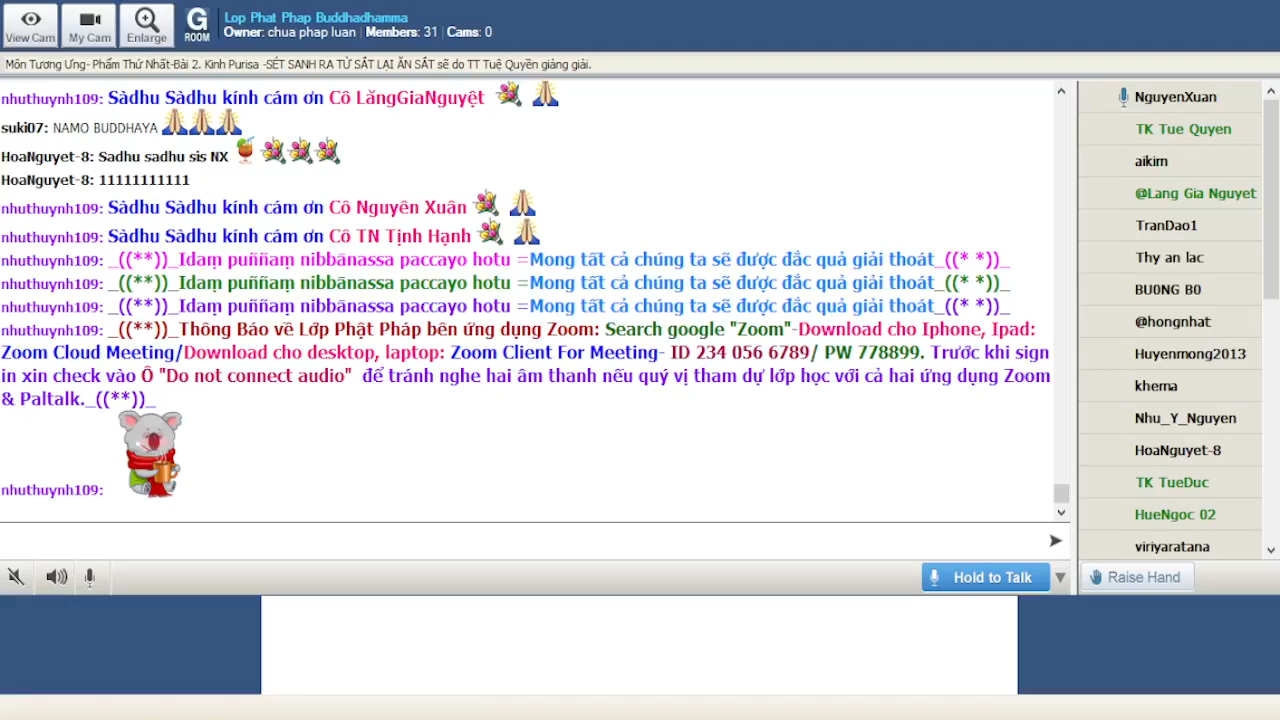 View Cam
My Cam
Enlarge
G
ROOM
Lop Phat Phap Buddhadhamma
Owner: chua phap luan | Members: 31 | Cams: 0
Môn Tương Ưng- Phẩm Thứ Nhất-Bài 2. Kinh Purisa -SÉT SANH RA TỪ SẮT LẠI ĂN SẮT sẽ do TT Tuệ Quyền giảng giải.
nhuthuynh109: Sàdhu Sàdhu kính cám ơn Cô LăngGiaNguyệt
suki07: NAMO BUDDHAYA
HoaNguyet-8: Sadhu sadhu sis NX
HoaNguyet-8: 11111111111
nhuthuynh109: Sàdhu Sàdhu kính cám ơn Cô Nguyên Xuân
nhuthuynh109: Sàdhu Sàdhu kính cám ơn Cô TN Tịnh Hạnh
nhuthuynh109: _((**))_Idaṃ puññaṃ nibbānassa paccayo hotu =Mong tất cả chúng ta sẽ được đắc quả giải thoát_((* *))_
nhuthuynh109: _((**))_Idaṃ puññaṃ nibbānassa paccayo hotu =Mong tất cả chúng ta sẽ được đắc quả giải thoát_((* *))_
nhuthuynh109: _((**))_Idaṃ puññaṃ nibbānassa paccayo hotu =Mong tất cả chúng ta sẽ được đắc quả giải thoát_((* *))_
nhuthuynh109: _((**))_Thông Báo về Lớp Phật Pháp bên ứng dụng Zoom: Search google "Zoom"-Download cho Iphone, Ipad:
Zoom Cloud Meeting/Download cho desktop, laptop: Zoom Client For Meeting- ID 234 056 6789/ PW 778899. Trước khi sign
in xin check vào Ô "Do not connect audio" để tránh nghe hai âm thanh nếu quý vị tham dự lớp học với cả hai ứng dụng Zoom
& Paltalk._((**))_
nhuthuynh109:
Hold to Talk
NguyenXuan
TK Tue Quyen
aikim
@Lang Gia Nguyet
TranDao1
Thy an lac
BU0NG B0
@hongnhat
Huyenmong2013
khema
Nhu_Y_Nguyen
HoaNguyet-8
TK TueDuc
HueNgoc 02
viriyaratana
Raise Hand